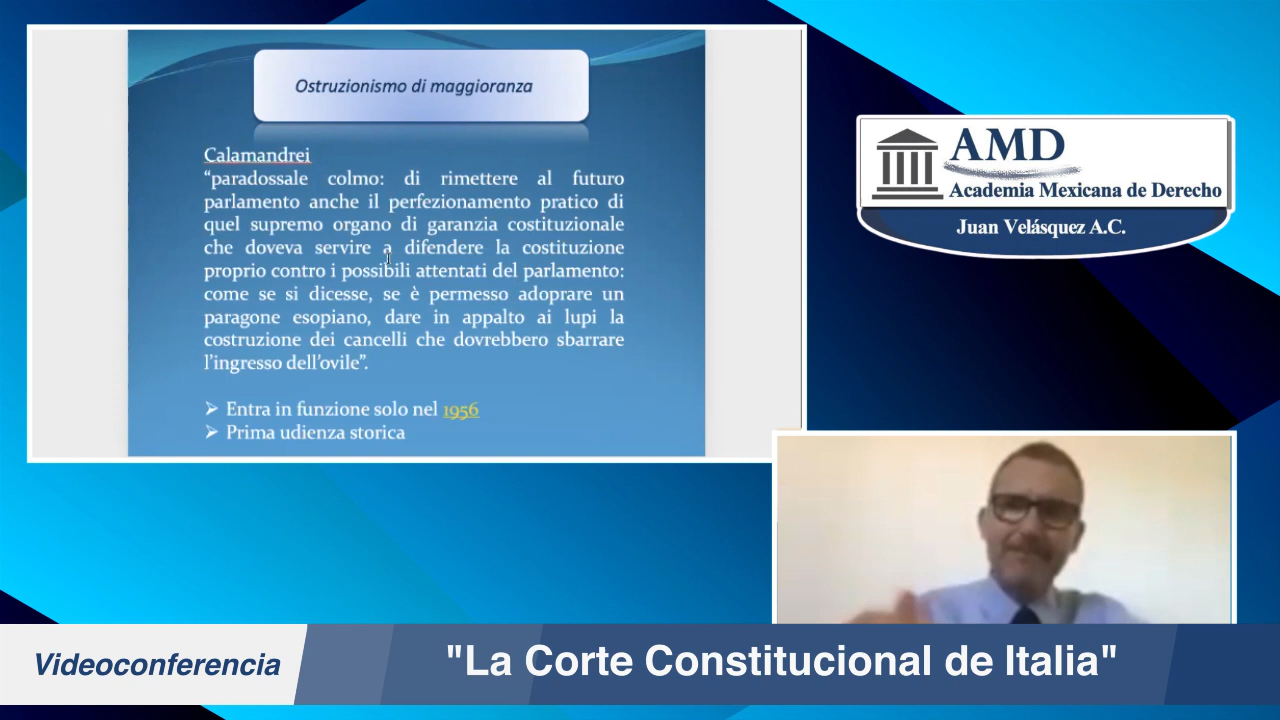 Ostruzionismo di maggioranza
Calamandrei
“paradossale colmo: di rimettere al futuro
parlamento anche il perfezionamento pratico di
quel supremo organo di garanzia costituzionale
che doveva servire a difendere la costituzione
proprio contro i possibili attentati del parlamento:
come se si dicesse, se è permesso adoprare un
paragone esopiano, dare in appalto ai lupi la
costruzione dei cancelli che dovrebbero sbarrare
l’ingresso dell’ovile”.
➢ Entra in funzione solo nel 1956
➢ Prima udienza storica
AMD
Academia Mexicana de Derecho
Juan Velásquez A.C.
Videoconferencia
"La Corte Constitucional de Italia"